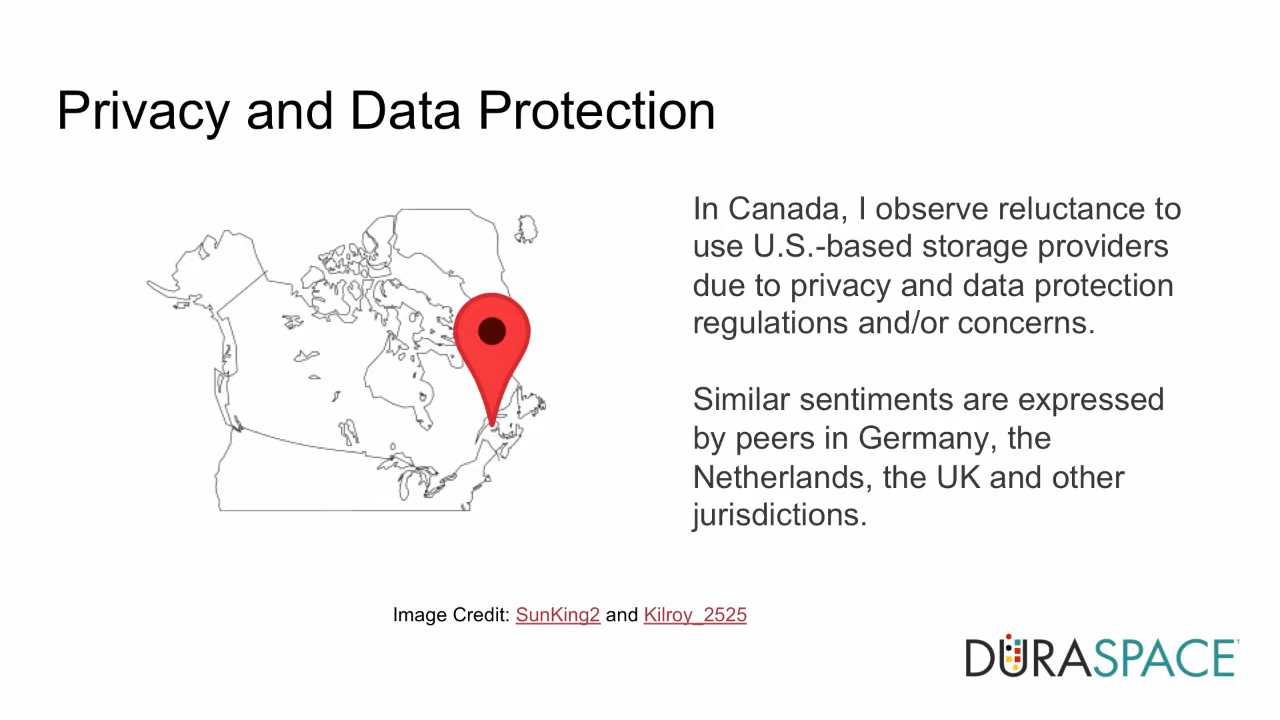 Privacy and Data Protection
In Canada, I observe reluctance to
use U.S.-based storage providers
due to privacy and data protection
regulations and/or concerns.
Similar sentiments are expressed
by peers in Germany, the
Netherlands, the UK and other
jurisdictions.
Image Credit: SunKing2 and Kilroy_2525
DURASPACE